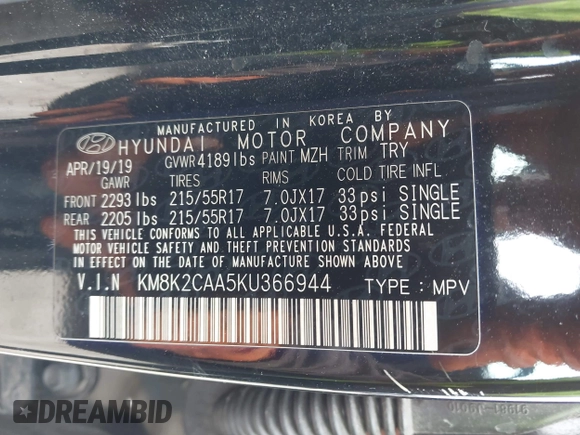 MANUFACTURED IN KOREA BY
HYUNDAI MOTOR COMPANY
APR/19/19 GVWR 4189lbs PAINT MZH TRIM TRY
GAWR TIRES RIMS COLD TIRE INFL
FRONT 2293 lbs 215/55R17 7.0JX17 33psi SINGLE
REAR 2205 lbs 215/55R17 7.0JX17 33psi SINGLE
THIS VEHICLE CONFORMS TO ALL APPLICABLE U.S.A. FEDERAL
MOTOR VEHICLE SAFETY AND THEFT PREVENTION STANDARDS
IN EFFECT ON THE DATE OF MANUFACTURE SHOWN ABOVE.
V.I.N KM8K2CAA5KU366944 TYPE : MPV
DREAMBID